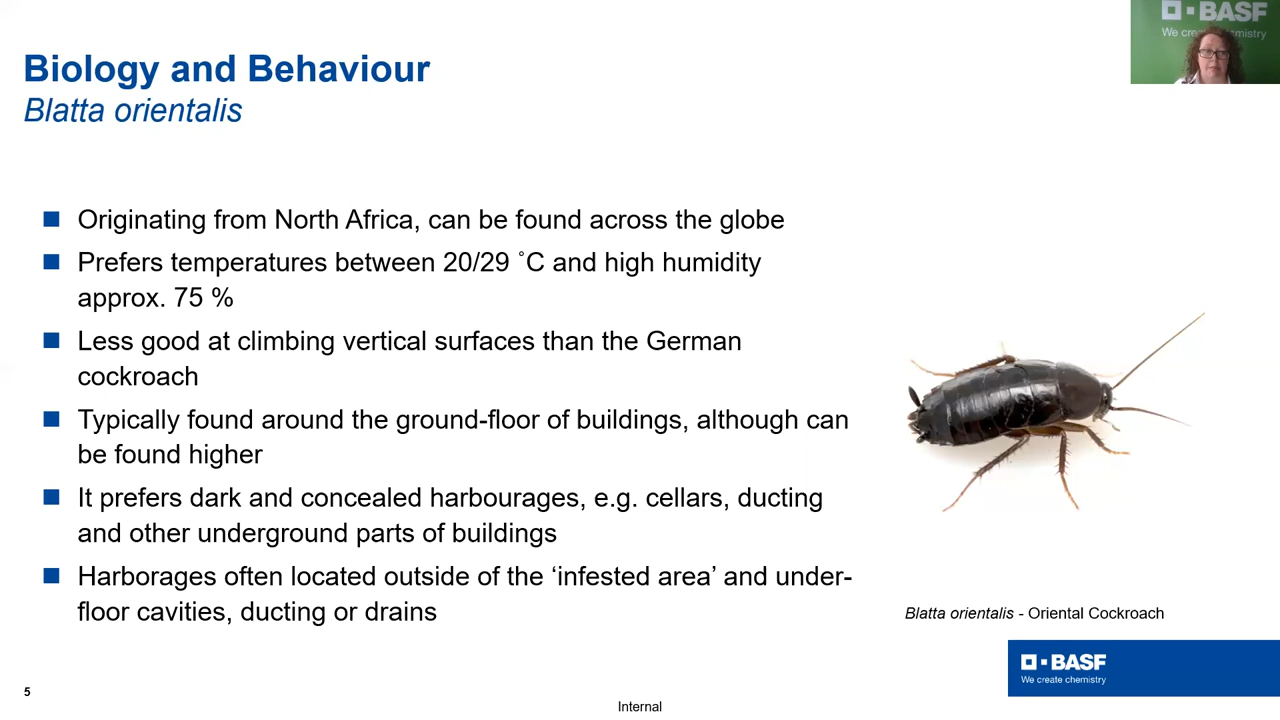 BASF
We create chemistry
Biology and Behaviour
Blatta orientalis
Originating from North Africa, can be found across the globe
Prefers temperatures between 20/29 ˚C and high humidity
approx. 75 %
Less good at climbing vertical surfaces than the German
cockroach
Typically found around the ground-floor of buildings, although can
be found higher
It prefers dark and concealed harbourages, e.g. cellars, ducting
and other underground parts of buildings
Harborages often located outside of the ‘infested area’ and under-
floor cavities, ducting or drains
Blatta orientalis - Oriental Cockroach
BASF
We create chemistry
5
Internal